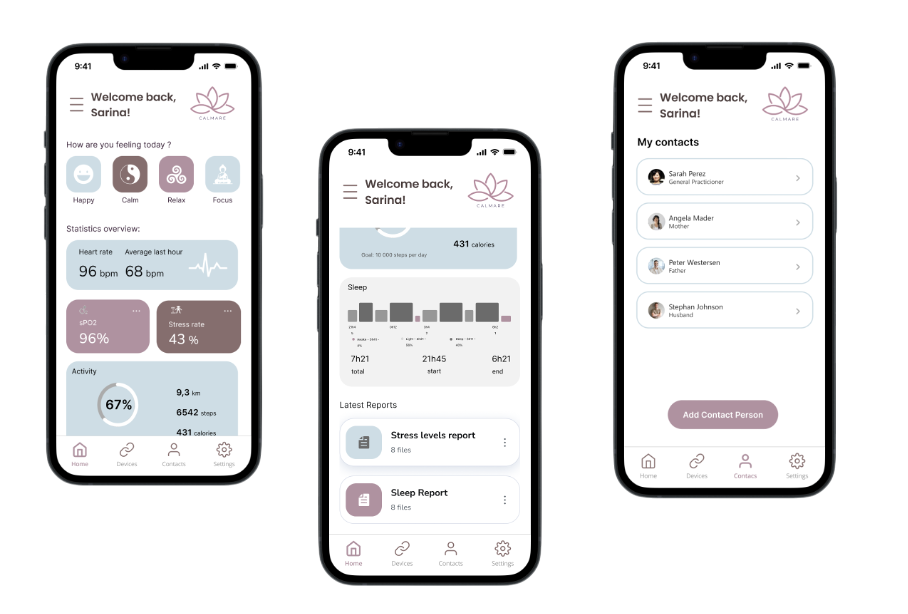 9:41
Welcome back,
Sarina!
CALMARE
How are you feeling today ?
Happy Calm Relax Focus
Statistics overview:
Heart rate Average last hour
96 bpm 68 bpm
sPO2
96%
Stress rate
43 %
Activity
67%
9,3 km
6542 steps
431 calories
Home Devices Contacts Settings
9:41
Welcome back,
Sarina!
CALMARE
431 calories
Goal: 10 000 steps per day
Sleep
7h21 21h45 6h21
total start end
Latest Reports
Stress levels report
8 files
Sleep Report
8 files
Home Devices Contacts Settings
9:41
Welcome back,
Sarina!
CALMARE
My contacts
Sarah Perez
General Practicioner
Angela Mader
Mother
Peter Westersen
Father
Stephan Johnson
Husband
Add Contact Person
Home Devices Contacs Settings